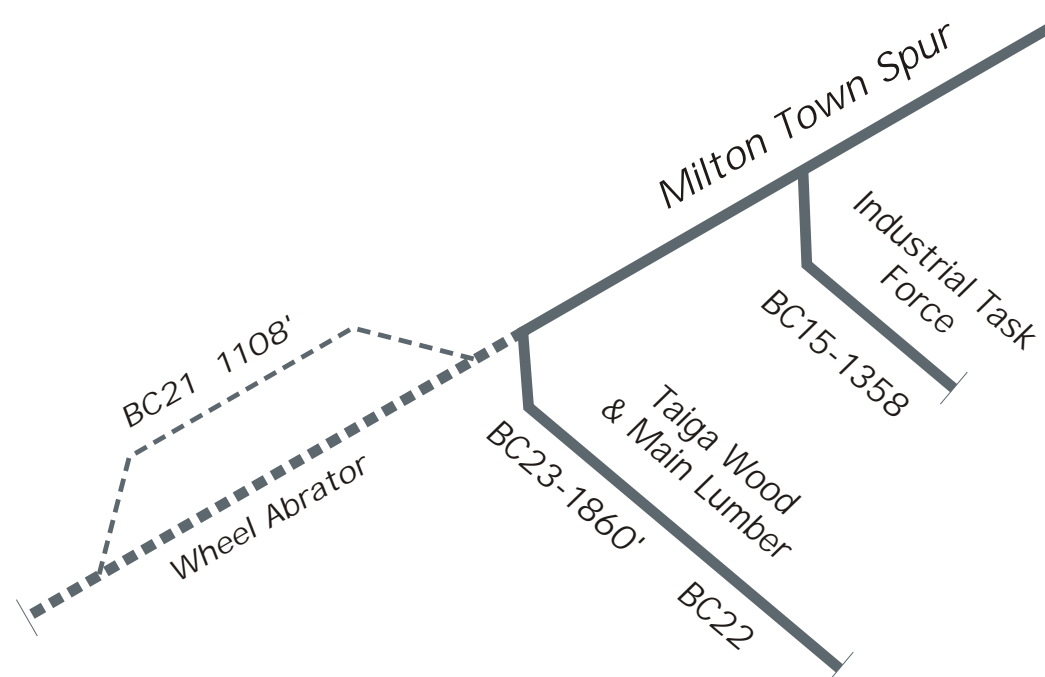 Milton Town Spur
Industrial Task
Force
BC15-1358
BC21 1108'
Wheel Abrator
Taiga Wood
& Main Lumber
BC23-1860'
BC22